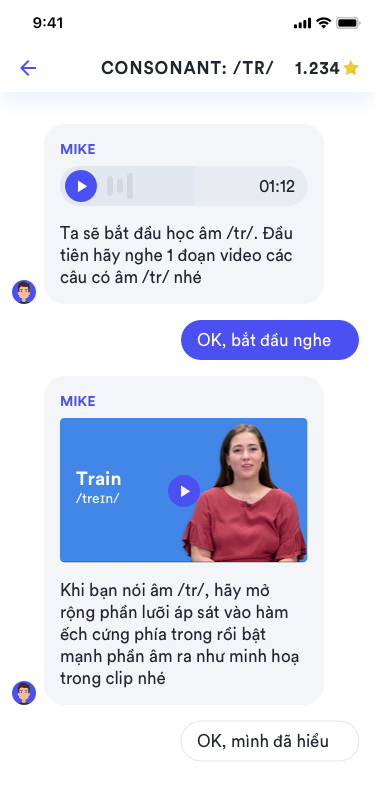 9:41
CONSONANT: /TR/ 1.234
MIKE
01:12
Ta sẽ bắt đầu học âm /tr/. Đầu
tiên hãy nghe 1 đoạn video các
câu có âm /tr/ nhé
OK, bắt đầu nghe
MIKE
Train
/treɪn/
Khi bạn nói âm /tr/, hãy mở
rộng phần lưỡi áp sát vào hàm
ếch cứng phía trong rồi bật
mạnh phần âm ra như minh hoạ
trong clip nhé
OK, mình đã hiểu